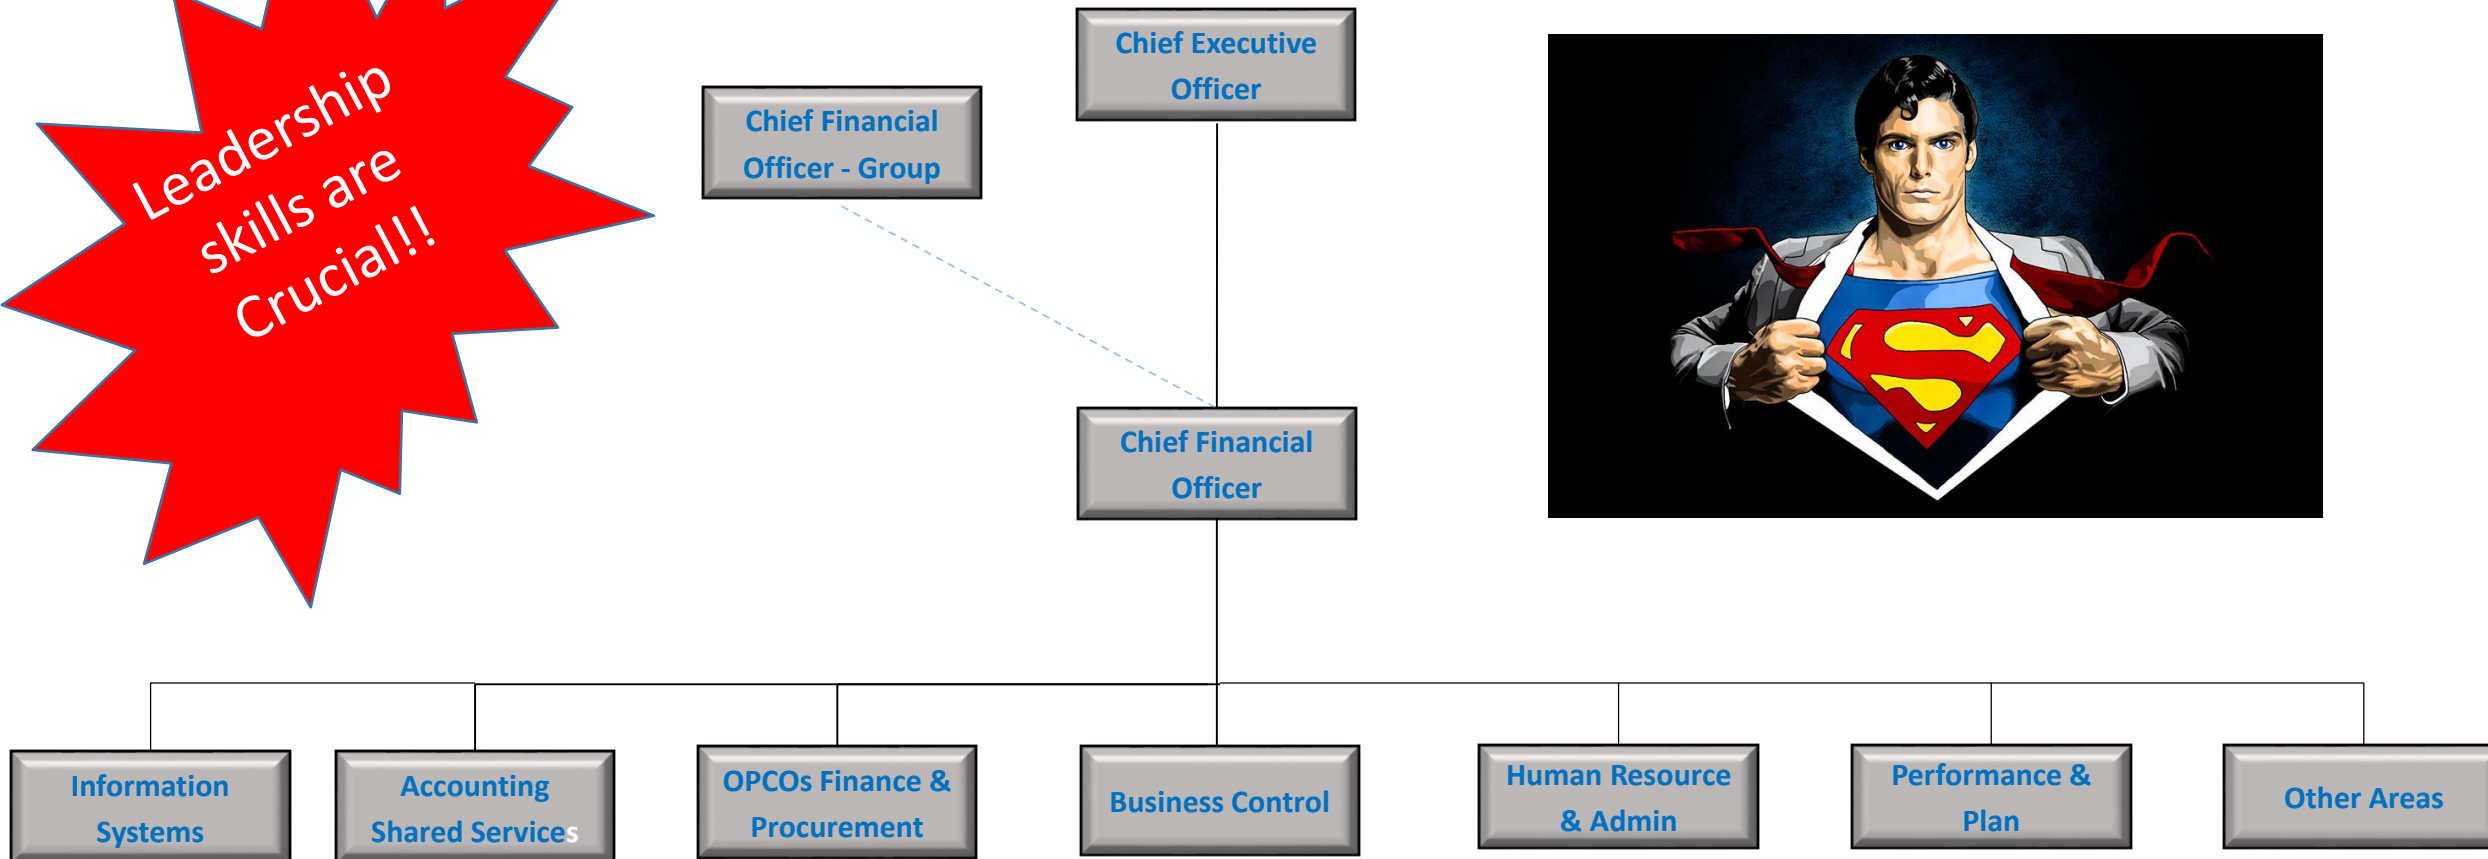 Leadership
skills are
Crucial!!
Chief Executive
Officer
Chief Financial
Officer - Group
Chief Financial
Officer
Information
Systems
Accounting
Shared Services
OPCOs Finance &
Procurement
Business Control
Human Resource
& Admin
Performance &
Plan
Other Areas